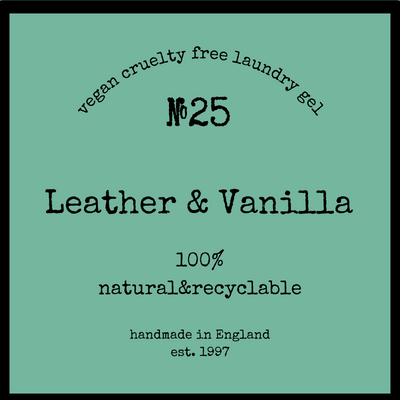 vegan cruelty free laundry gel
№25
Leather & Vanilla
100%
natural&recyclable
handmade in England
est. 1997